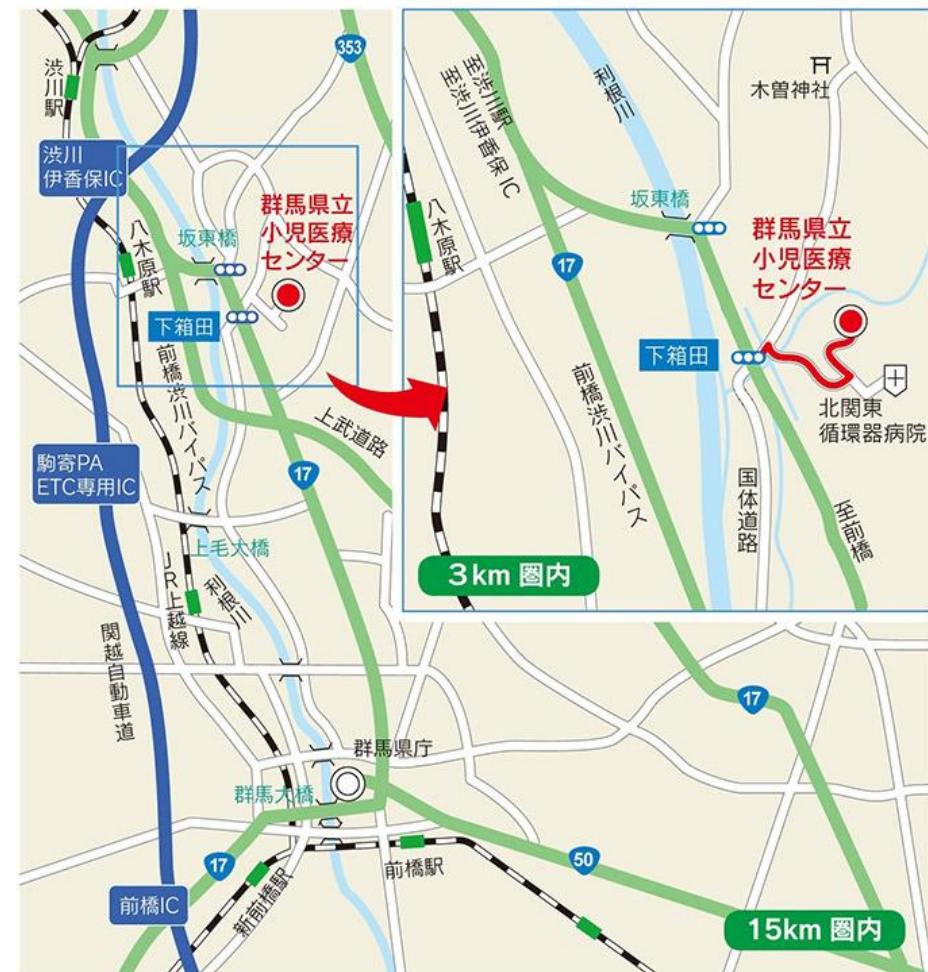 渋川駅
353
渋川
伊香保IC
坂東橋
群馬県立
小児医療
センター
八木原駅
下箱田
前橋渋川バイパス
上武道路
17
駒寄PA
ETC専用IC
上毛大橋
JR上越線
利根川
関越自動車道
群馬県庁
群馬大橋
17
前橋駅
新前橋駅
前橋IC
50
17
15km 圏内
至渋川駅
至渋川伊香保IC
利根川
木曽神社
坂東橋
八木原駅
17
群馬県立
小児医療
センター
下箱田
前橋渋川バイパス
北関東
循環器病院
国体道路
至前橋
3km 圏内